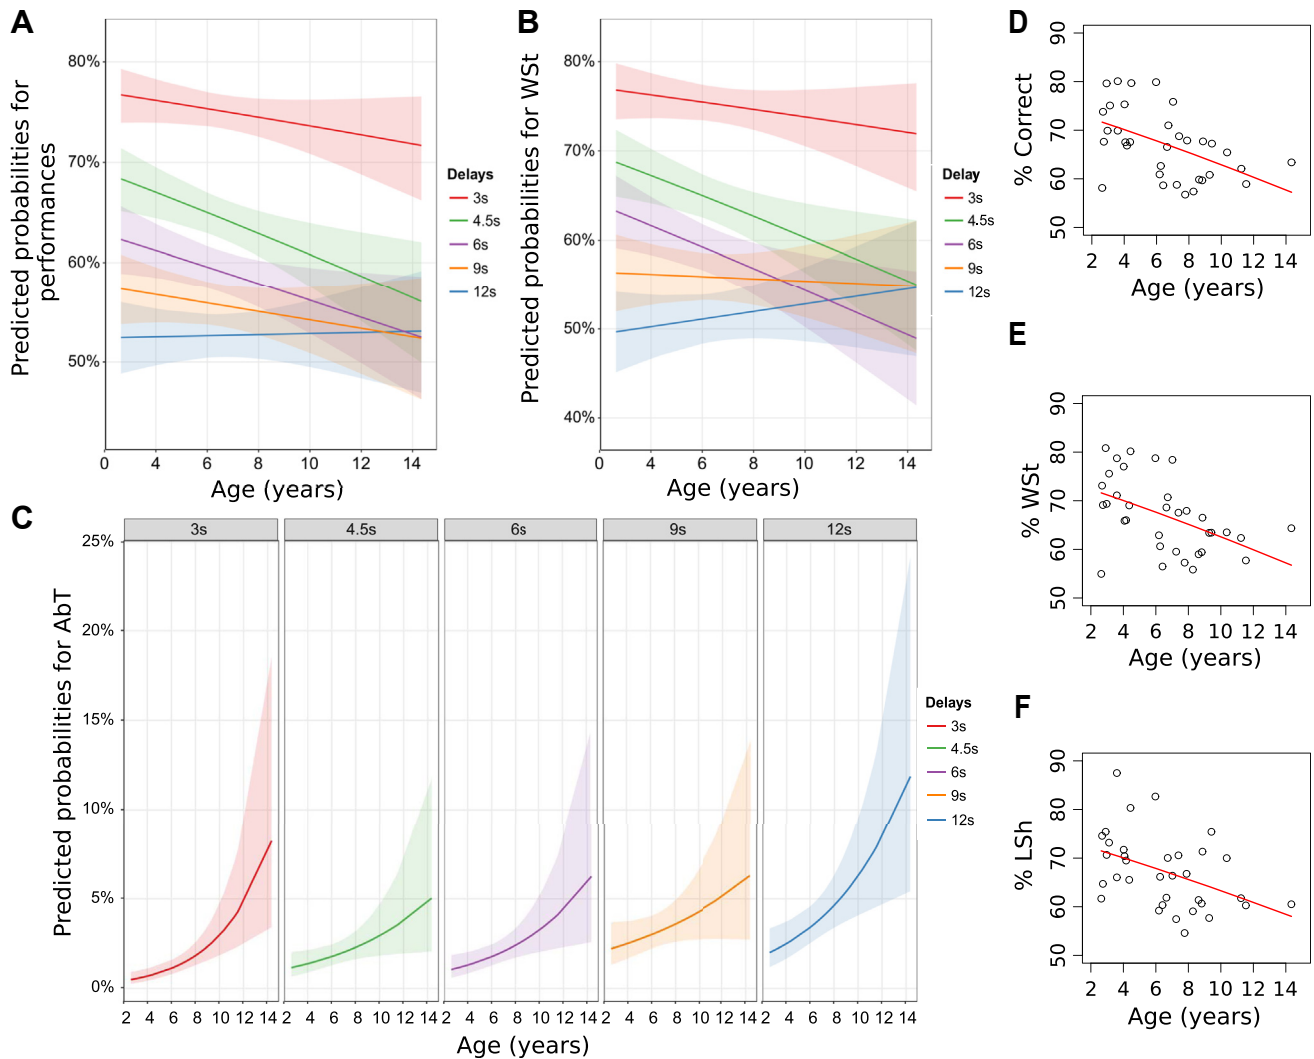 A
Predicted probabilities for
performances
80%
70%
60%
50%
0 2 4 6 8 10 12 14
Age (years)
Delays
3s
4.5s
6s
9s
12s
B
Predicted probabilities for WSt
80%
70%
60%
50%
40%
0 2 4 6 8 10 12 14
Age (years)
Delay
3s
4.5s
6s
9s
12s
C
Predicted probabilities for AbT
3s 4.5s 6s 9s 12s
25%
20%
15%
10%
5%
0%
2 4 6 8 10 12 14 2 4 6 8 10 12 14 2 4 6 8 10 12 14 2 4 6 8 10 12 14 2 4 6 8 10 12 14
Age (years)
Delays
3s
4.5s
6s
9s
12s
D
% Correct
90
80
70
60
50
2 4 6 8 10 12 14
Age (years)
E
% WSt
90
80
70
60
50
2 4 6 8 10 12 14
Age (years)
F
% LSh
90
80
70
60
50
2 4 6 8 10 12 14
Age (years)